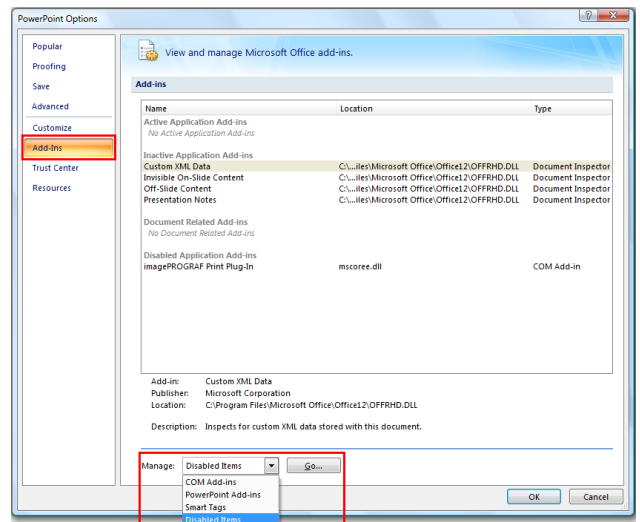 PowerPoint Options
Popular
Proofing
Save
Advanced
Customize
Add-Ins
Trust Center
Resources
View and manage Microsoft Office add-ins.
Add-ins
Name Location Type
Active Application Add-ins
No Active Application Add-ins
Inactive Application Add-ins
Custom XML Data C:\...iles\Microsoft Office\Office12\OFFRHD.DLL Document Inspector
Invisible On-Slide Content C:\...iles\Microsoft Office\Office12\OFFRHD.DLL Document Inspector
Off-Slide Content C:\...iles\Microsoft Office\Office12\OFFRHD.DLL Document Inspector
Presentation Notes C:\...iles\Microsoft Office\Office12\OFFRHD.DLL Document Inspector
Document Related Add-ins
No Document Related Add-ins
Disabled Application Add-ins
imagePROGRAF Print Plug-In mscoree.dll COM Add-in
Add-in: Custom XML Data
Publisher: Microsoft Corporation
Location: C:\Program Files\Microsoft Office\Office12\OFFRHD.DLL
Description: Inspects for custom XML data stored with this document.
Manage: Disabled Items Go...
COM Add-ins
PowerPoint Add-ins
Smart Tags
Disabled Items
OK Cancel